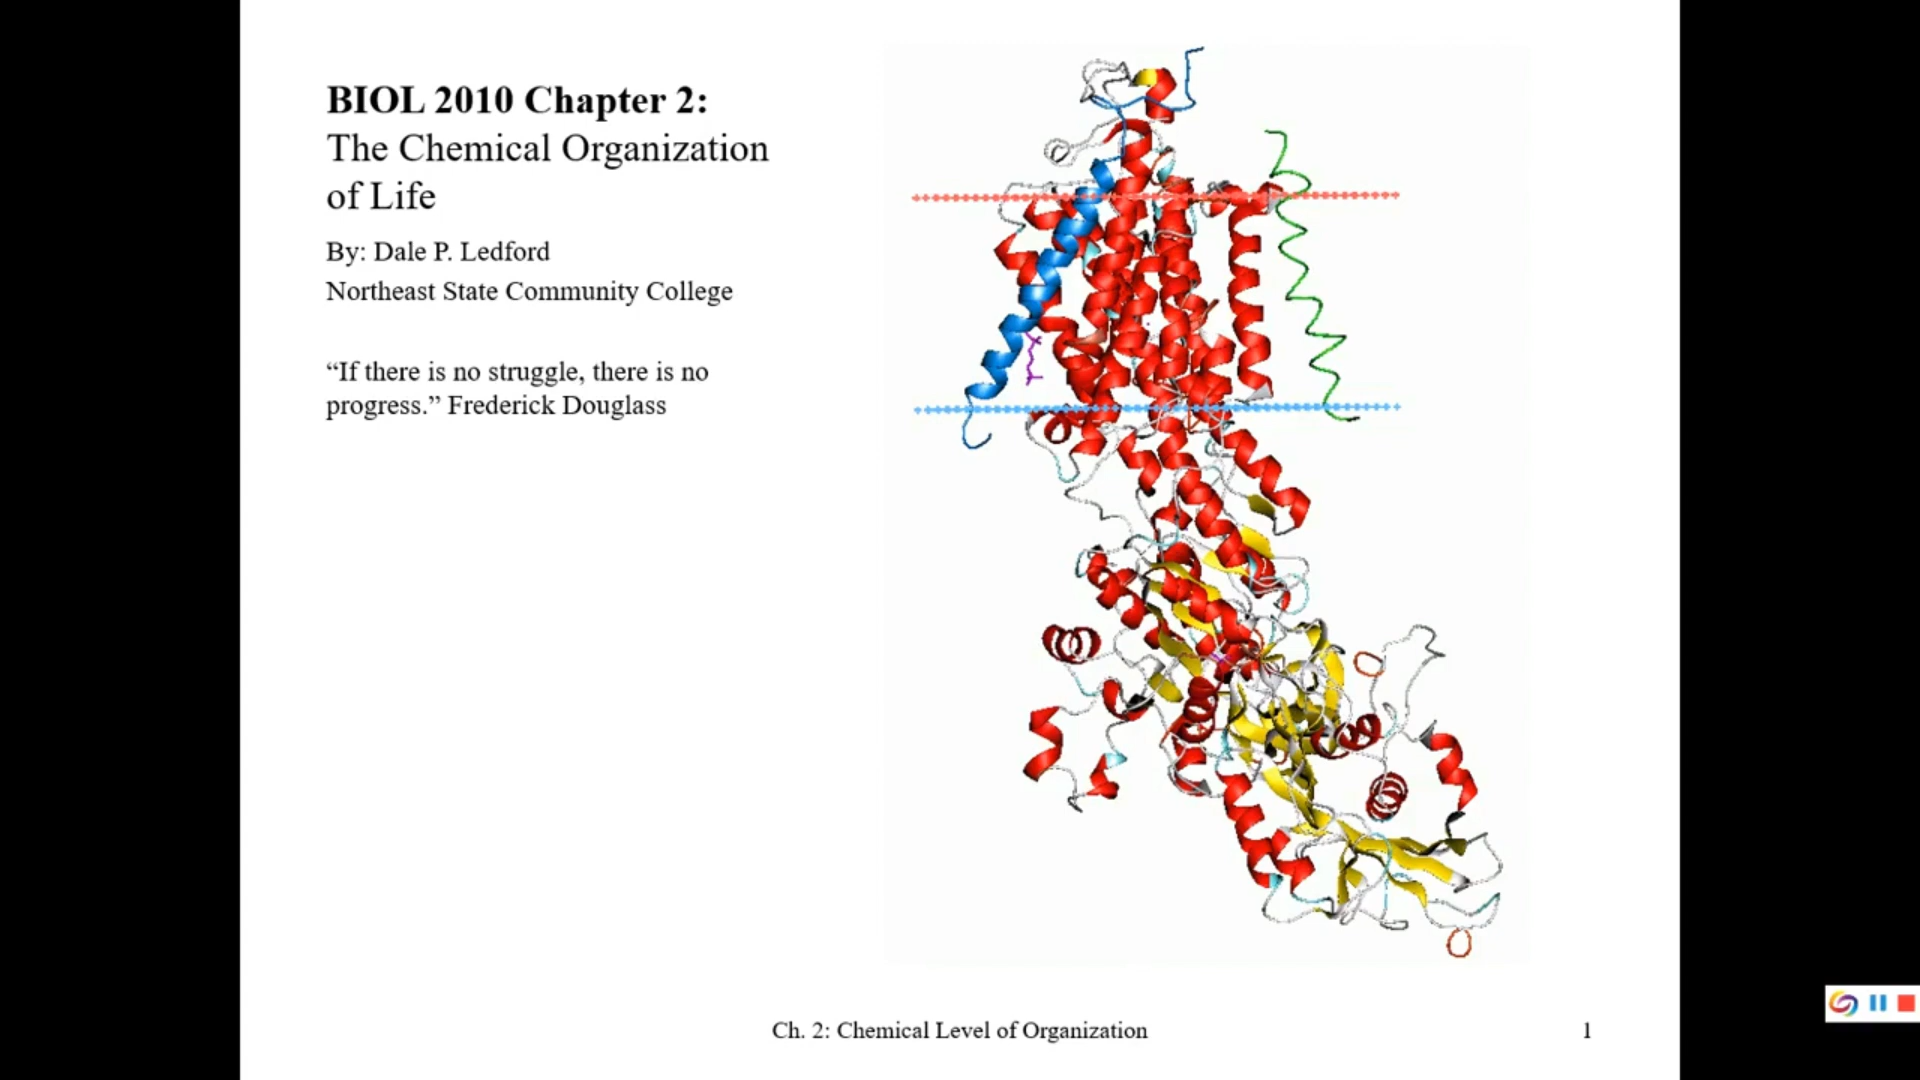 BIOL 2010 Chapter 2:
The Chemical Organization
of Life
By: Dale P. Ledford
Northeast State Community College
“If there is no struggle, there is no
progress.” Frederick Douglass
Ch. 2: Chemical Level of Organization
1